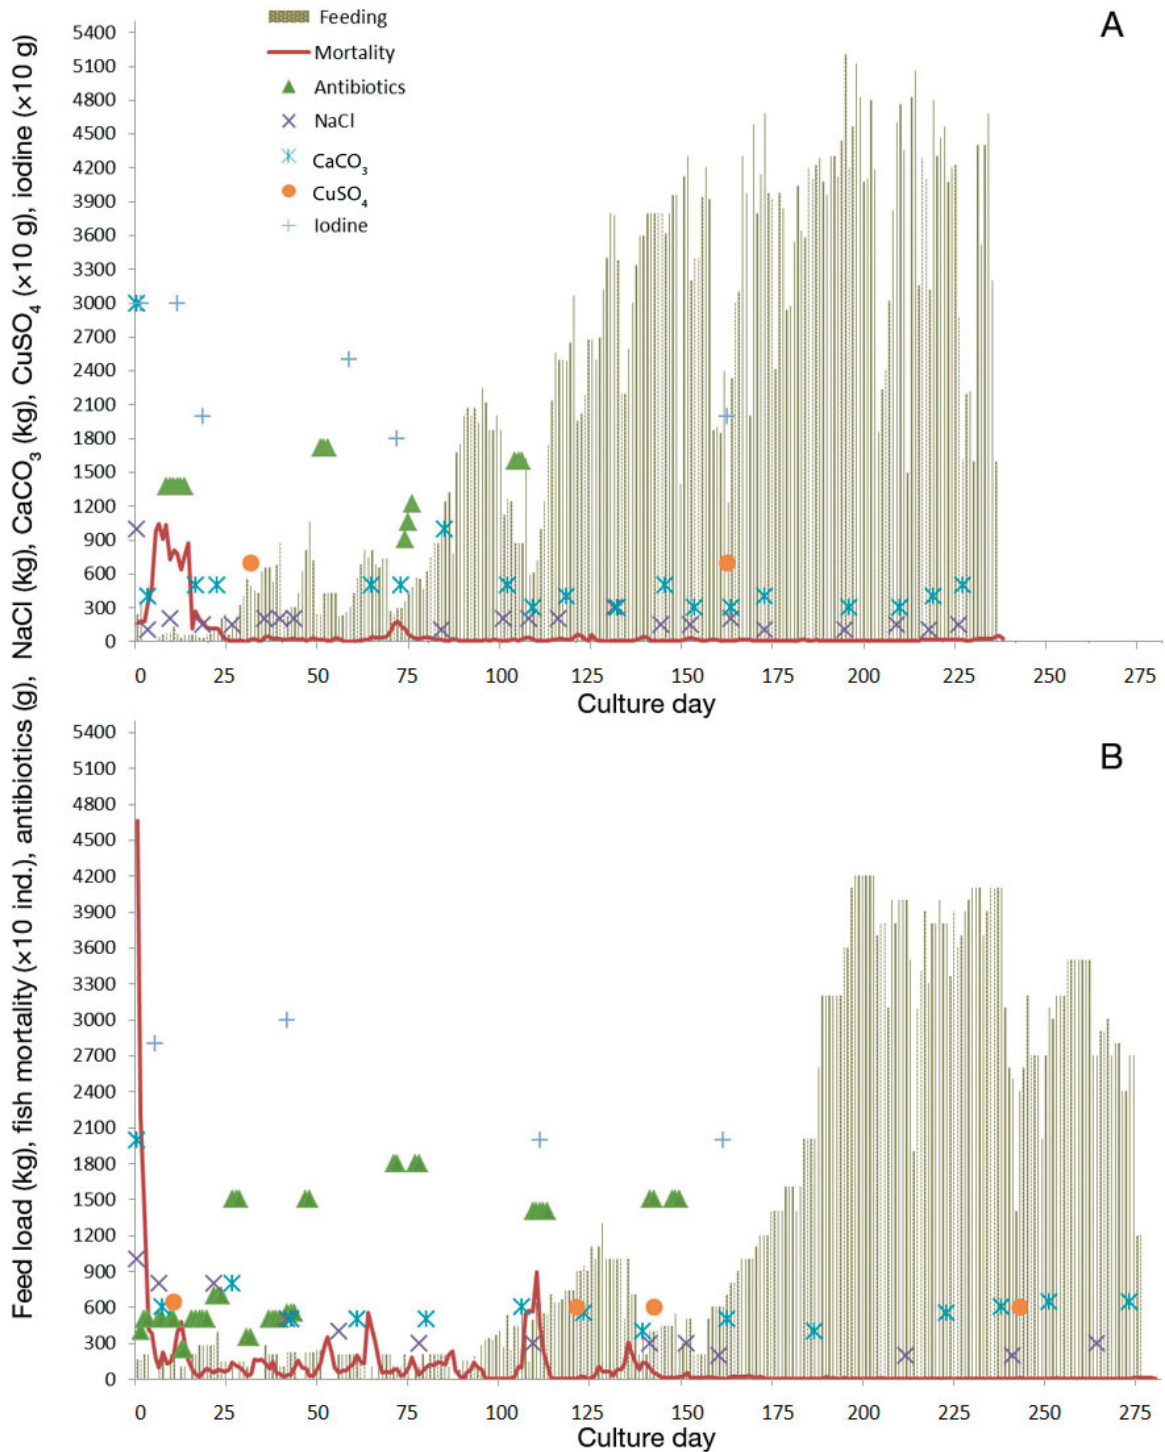 Feed load (kg), fish mortality (×10 ind.), antibiotics (g), NaCl (kg), CaCO3 (kg), CuSO4 (×10 g), iodine (×10 g)
A
Feeding
Mortality
Antibiotics
NaCl
CaCO3
CuSO4
Iodine
5400
5100
4800
4500
4200
3900
3600
3300
3000
2700
2400
2100
1800
1500
1200
900
600
300
0
0 25 50 75 100 125 150 175 200 225 250 275
Culture day
B
5400
5100
4800
4500
4200
3900
3600
3300
3000
2700
2400
2100
1800
1500
1200
900
600
300
0
0 25 50 75 100 125 150 175 200 225 250 275
Culture day